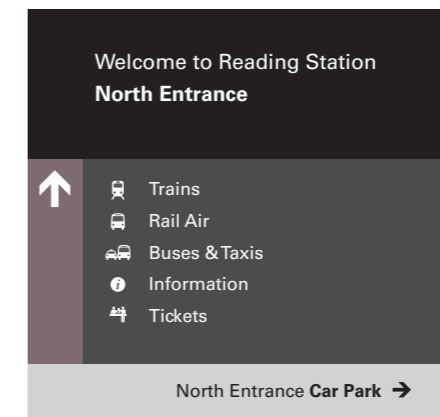 Welcome to Reading Station
North Entrance
Trains
Rail Air
Buses & Taxis
Information
Tickets
North Entrance Car Park